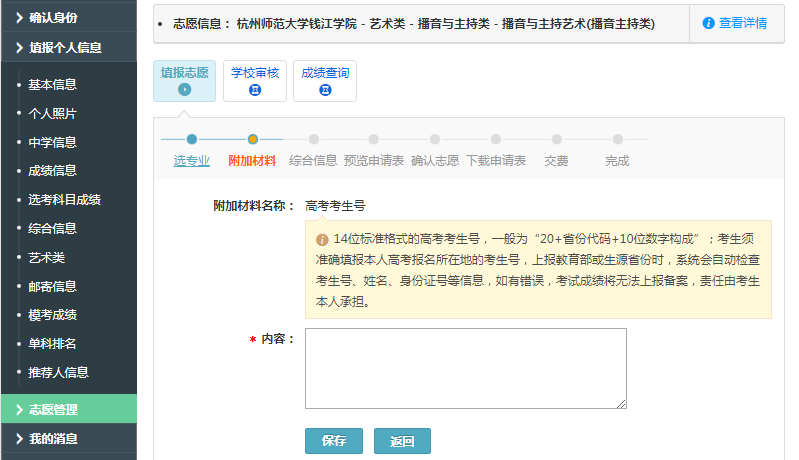 确认身份
填报个人信息
基本信息
个人照片
中学信息
成绩信息
选考科目成绩
综合信息
艺术类
邮寄信息
模考成绩
单科排名
推荐人信息
志愿管理
我的消息
志愿信息： 杭州师范大学钱江学院 - 艺术类 - 播音与主持类 - 播音与主持艺术(播音主持类)
查看详情
填报志愿
学校审核
成绩查询
选专业 附加材料 综合信息 预览申请表 确认志愿 下载申请表 交费 完成
附加材料名称： 高考考生号
14位标准格式的高考考生号，一般为“20+省份代码+10位数字构成”；考生须
准确填报本人高考报名所在地的考生号，上报教育部或生源省份时，系统会自动检查
考生号、姓名、身份证号等信息，如有错误，考试成绩将无法上报备案，责任由考生
本人承担。
* 内容：
保存 返回